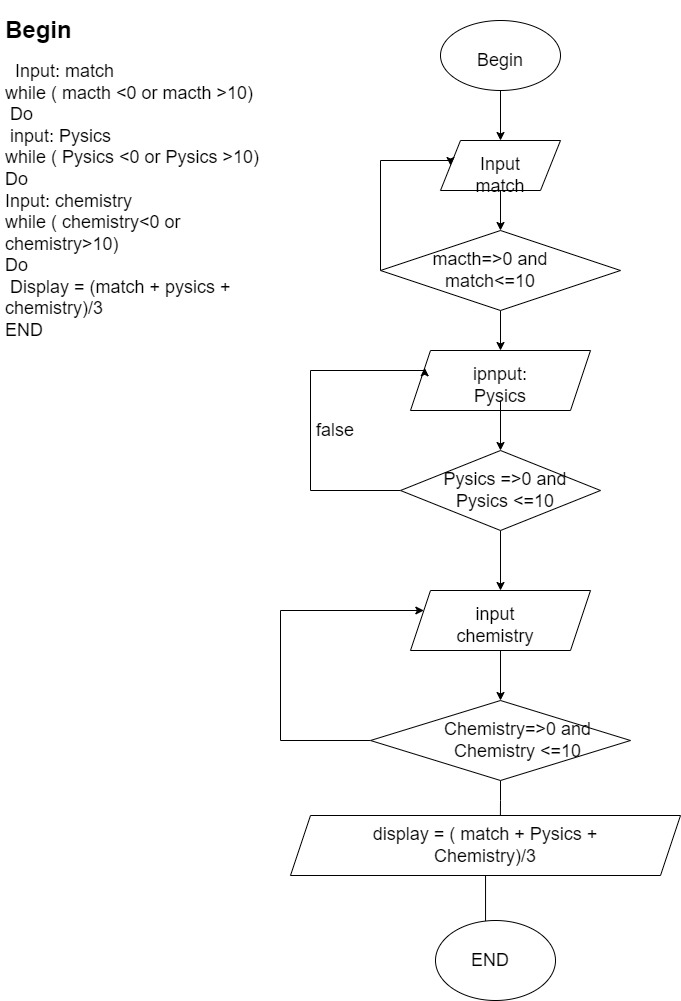 Begin
Input: match
while ( macth <0 or macth >10)
Do
input: Pysics
while ( Pysics <0 or Pysics >10)
Do
Input: chemistry
while ( chemistry<0 or
chemistry>10)
Do
Display = (match + pysics +
chemistry)/3
END
Begin
Input
match
macth=>0 and
match<=10
ipnput:
Pysics
false
Pysics =>0 and
Pysics <=10
input
chemistry
Chemistry=>0 and
Chemistry <=10
display = ( match + Pysics +
Chemistry)/3
END